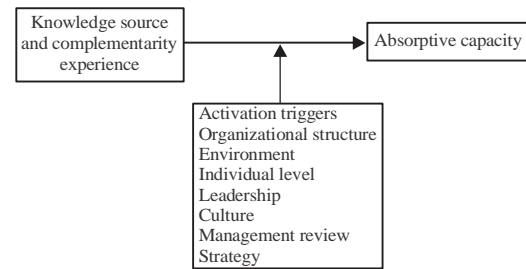 Knowledge source
and complementarity
experience
Absorptive capacity
Activation triggers
Organizational structure
Environment
Individual level
Leadership
Culture
Management review
Strategy